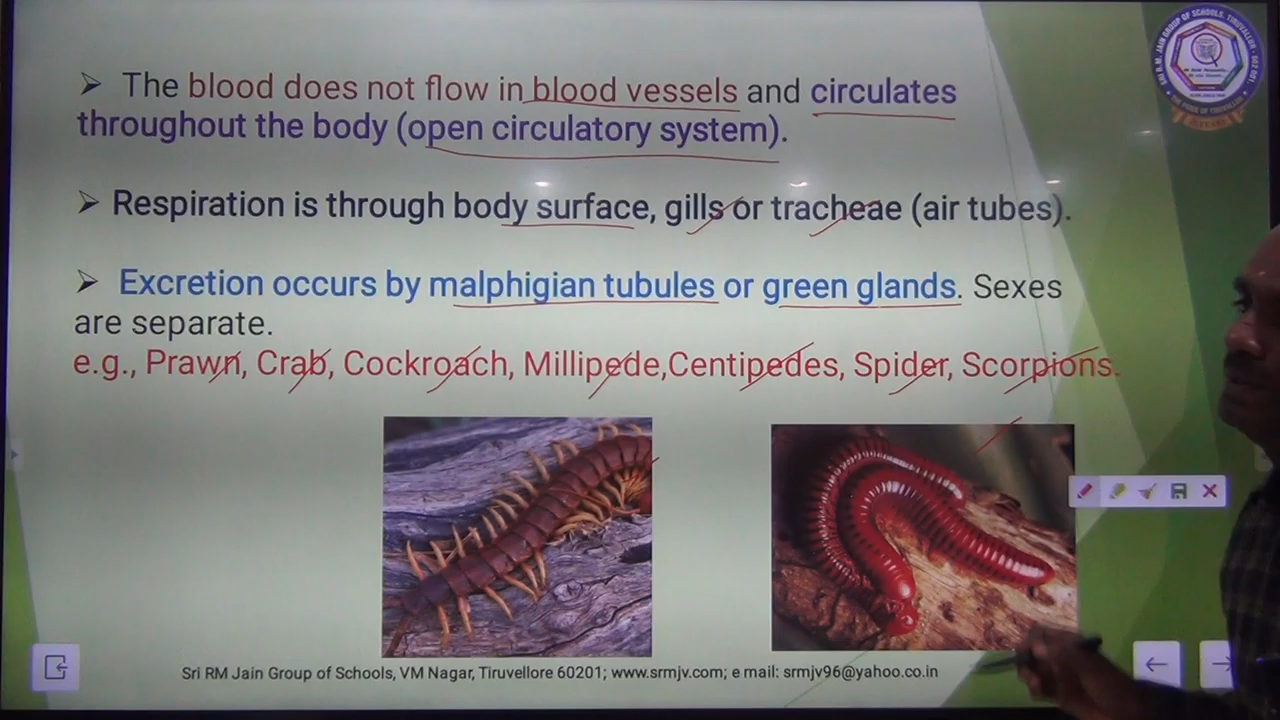 ➢ The blood does not flow in blood vessels and circulates
throughout the body (open circulatory system).
➢ Respiration is through body surface, gills or tracheae (air tubes).
➢ Excretion occurs by malphigian tubules or green glands. Sexes
are separate.
e.g., Prawn, Crab, Cockroach, Millipede,Centipedes, Spider, Scorpions.
Sri RM Jain Group of Schools, VM Nagar, Tiruvellore 60201; www.srmjv.com; e mail: srmjv96@yahoo.co.in